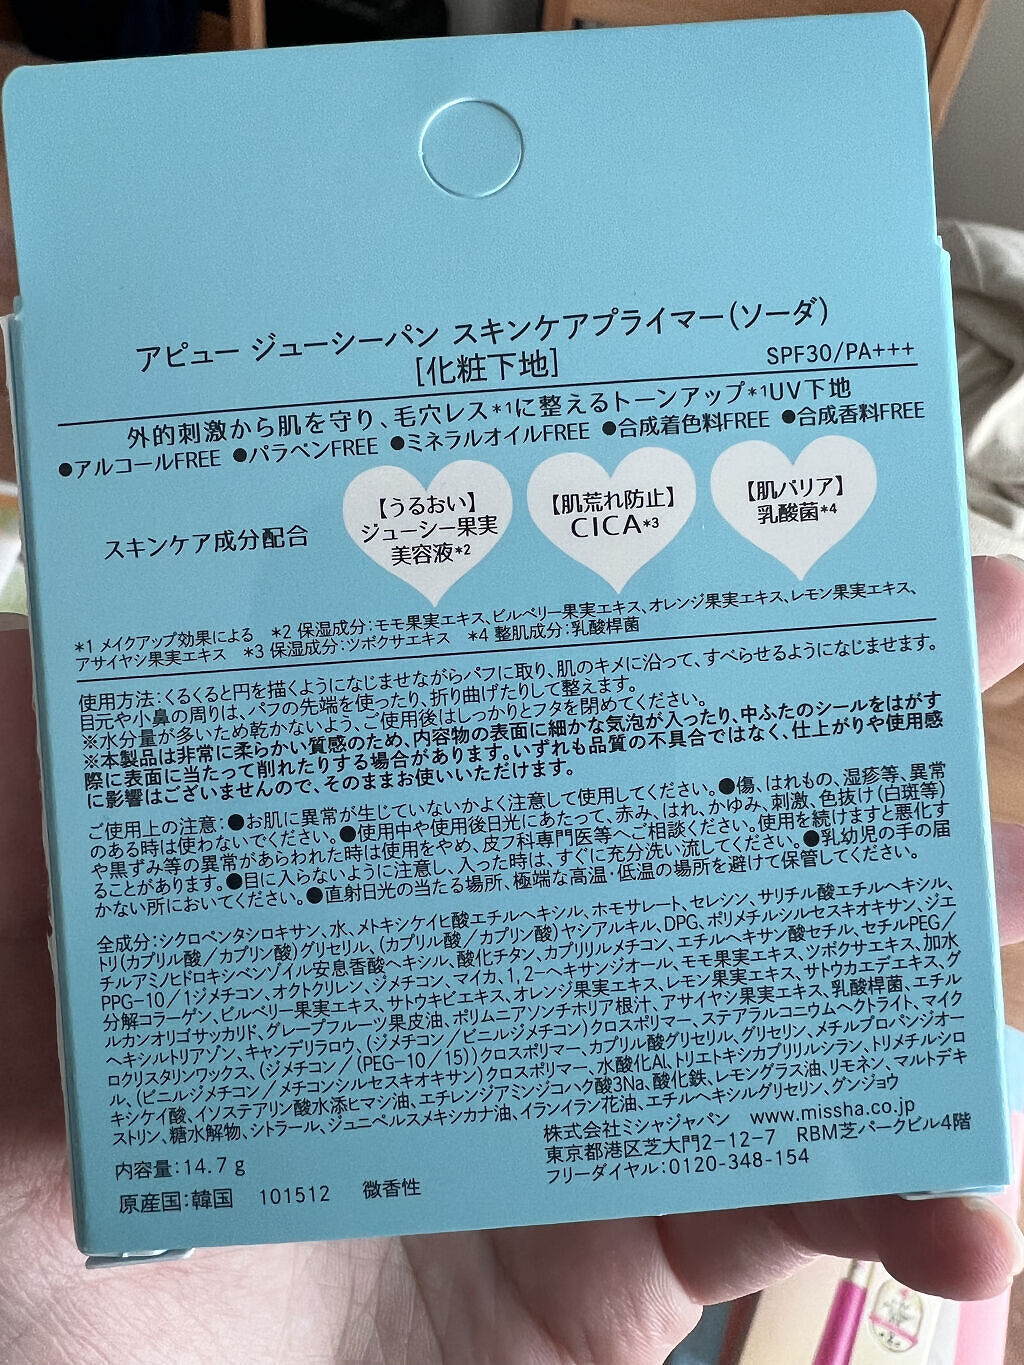 アピュー ジューシーパン スキンケアプライマー(ソーダ)
[化粧下地]
SPF30/PA+++
外的刺激から肌を守り、毛穴レス*1に整えるトーンアップ*1UV下地
●アルコールFREE ●パラベンFREE ●ミネラルオイルFREE ●合成着色料FREE ●合成香料FREE
スキンケア成分配合
【うるおい】
ジューシー果実
美容液*2
【肌荒れ防止】
CICA*3
【肌バリア】
乳酸菌*4
*1 メイクアップ効果による *2 保湿成分:モモ果実エキス、ビルベリー果実エキス、オレンジ果実エキス、レモン果実エキス、
アサイヤシ果実エキス *3 保湿成分:ツボクサエキス *4 整肌成分:乳酸桿菌
使用方法:くるくると円を描くようになじませながらパフに取り、肌のキメに沿って、すべらせるようになじませます。
目元や小鼻の周りは、パフの先端を使ったり、折り曲げたりして整えます。
※水分量が多いため乾かないよう、ご使用後はしっかりとフタを閉めてください。
※本製品は非常に柔らかい質感のため、内容物の表面に細かな気泡が入ったり、中ふたのシールをはがす
際に表面に当たって削れたりする場合があります。いずれも品質の不具合ではなく、仕上がりや使用感
に影響はございませんので、そのままお使いいただけます。
ご使用上の注意:●お肌に異常が生じていないかよく注意して使用してください。●傷、はれもの、湿疹等、異常
のある時は使わないでください。●使用中や使用後日光にあたって、赤み、はれ、かゆみ、刺激、色抜け(白斑等)
や黒ずみ等の異常があらわれた時は使用をやめ、皮フ科専門医等へご相談ください。使用を続けますと悪化す
ることがあります。●目に入らないように注意し、入った時は、すぐに充分洗い流してください。●乳幼児の手の届
かない所においてください。●直射日光の当たる場所、極端な高温・低温の場所を避けて保管してください。
全成分:シクロペンタシロキサン、水、メトキシケイヒ酸エチルヘキシル、ホモサレート、セレシン、サリチル酸エチルヘキシル、
トリ(カプリル酸/カプリン酸)グリセリル、(カプリル酸/カプリン酸)ヤシアルキル、DPG、ポリメチルシルセスキオキサン、ジエ
チルアミノヒドロキシベンゾイル安息香酸ヘキシル、酸化チタン、カプリリルメチコン、エチルヘキサン酸セチル、セチルPEG/
PPG-10/1ジメチコン、オクトクリレン、ジメチコン、マイカ、1,2-ヘキサンジオール、モモ果実エキス、ツボクサエキス、加水
分解コラーゲン、ビルベリー果実エキス、サトウキビエキス、オレンジ果実エキス、レモン果実エキス、サトウカエデエキス、グ
ルカンオリゴサッカリド、グレープフルーツ果皮油、ポリムニアソンチホリア根汁、アサイヤシ果実エキス、乳酸桿菌、エチル
ヘキシルトリアゾン、キャンデリラロウ、(ジメチコン/ビニルジメチコン)クロスポリマー、ステアラルコニウムヘクトライト、マイク
ロクリスタリンワックス、(ジメチコン/(PEG-10/15))クロスポリマー、カプリル酸グリセリル、グリセリン、メチルプロパンジオー
ル、(ビニルジメチコン/メチコンシルセスキオキサン)クロスポリマー、水酸化Al、トリエトキシカプリリルシラン、トリメチルシロ
キシケイ酸、イソステアリン酸水添ヒマシ油、エチレンジアミンジコハク酸3Na、酸化鉄、レモングラス油、リモネン、マルトデキ
ストリン、糖水解物、シトラール、ジュニペルスメキシカナ油、イランイラン花油、エチルヘキシルグリセリン、グンジョウ
内容量:14.7g
原産国:韓国 101512 微香性
株式会社ミシャジャパン www.missha.co.jp
東京都港区芝大門2-12-7 RBM芝パークビル4階
フリーダイヤル:0120-348-154